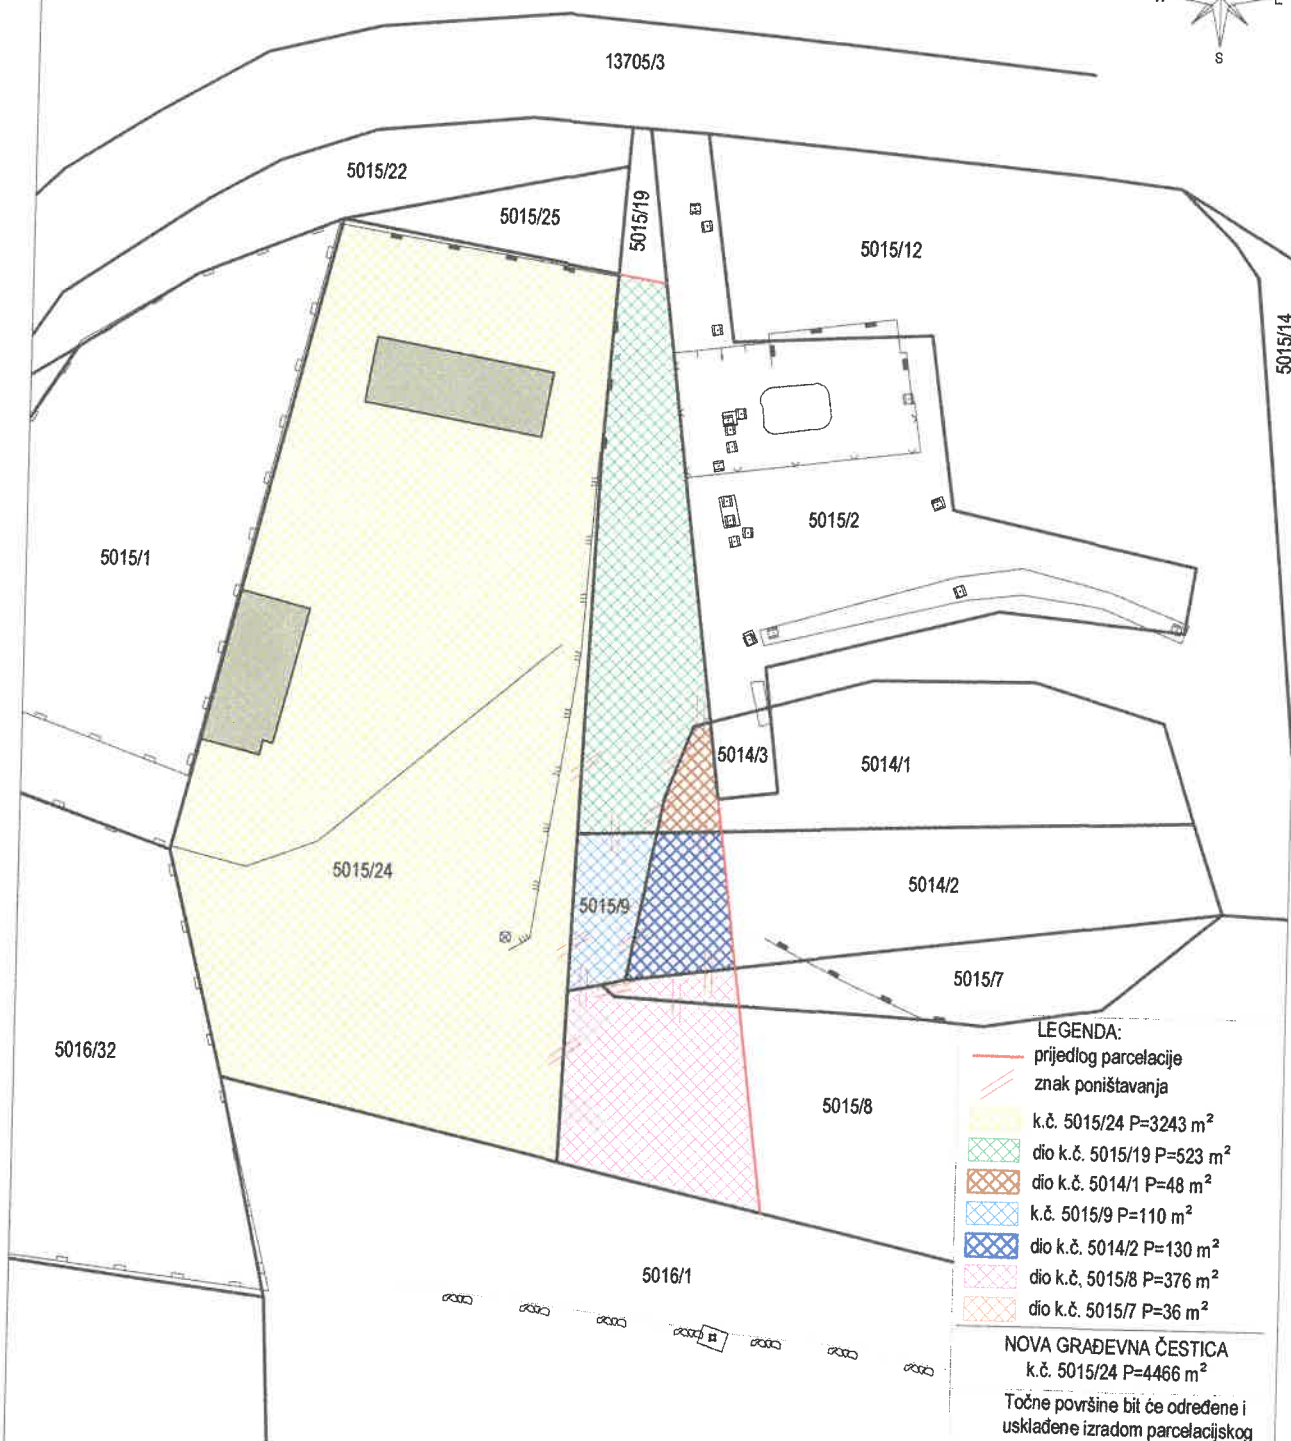 S
13705/3
5015/22
5015/25
5015/19
5015/12
5015/14
5015/1
5015/2
5014/3
5014/1
5015/24
5015/9
5014/2
5015/7
5016/32
5015/8
5016/1
LEGENDA:
prijedlog parcelacije
znak poništavanja
k.č. 5015/24 P=3243 m²
dio k.č. 5015/19 P=523 m²
dio k.č. 5014/1 P=48 m²
k.č. 5015/9 P=110 m²
dio k.č. 5014/2 P=130 m²
dio k.č, 5015/8 P=376 m²
dio k.č. 5015/7 P=36 m²
NOVA GRAĐEVNA ČESTICA
k.č. 5015/24 P=4466 m²
Točne površine bit će određene i
usklađene izradom parcelacijskog